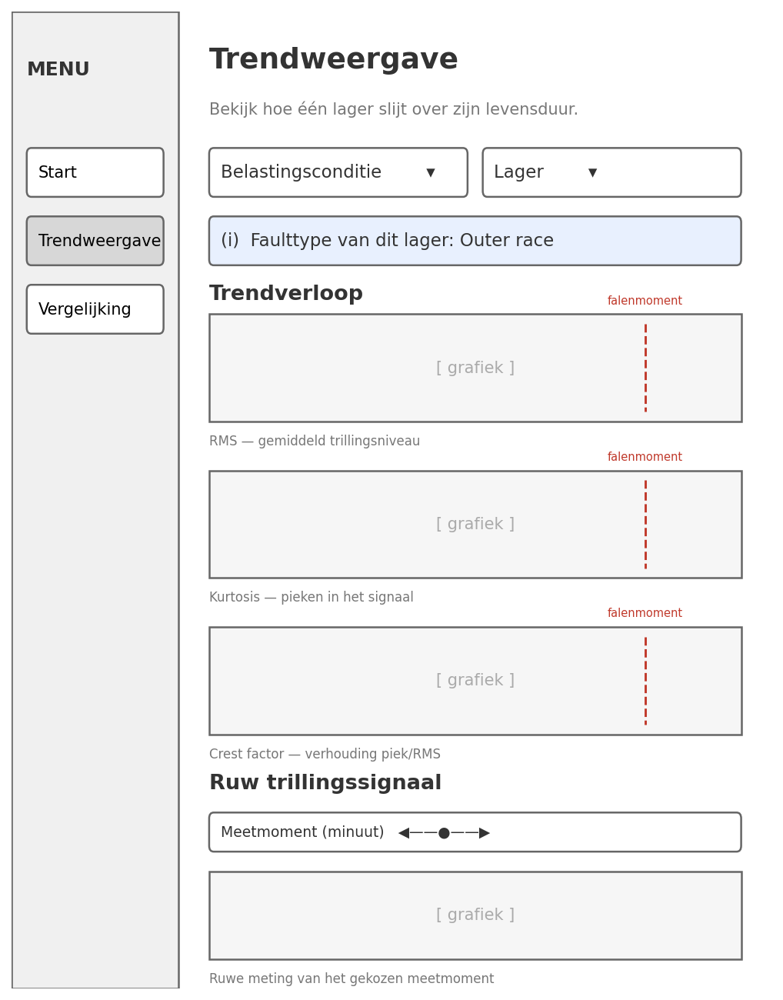 MENU
Start
Trendweergave
Vergelijking
Trendweergave
Bekijk hoe één lager slijt over zijn levensduur.
Belastingsconditie ▼
Lager ▼
(i) Faulttype van dit lager: Outer race
Trendverloop
falenmoment
[ grafiek ]
RMS — gemiddeld trillingsniveau
falenmoment
[ grafiek ]
Kurtosis — pieken in het signaal
falenmoment
[ grafiek ]
Crest factor — verhouding piek/RMS
Ruw trillingssignaal
Meetmoment (minuut) ◀——●——▶
[ grafiek ]
Ruwe meting van het gekozen meetmoment